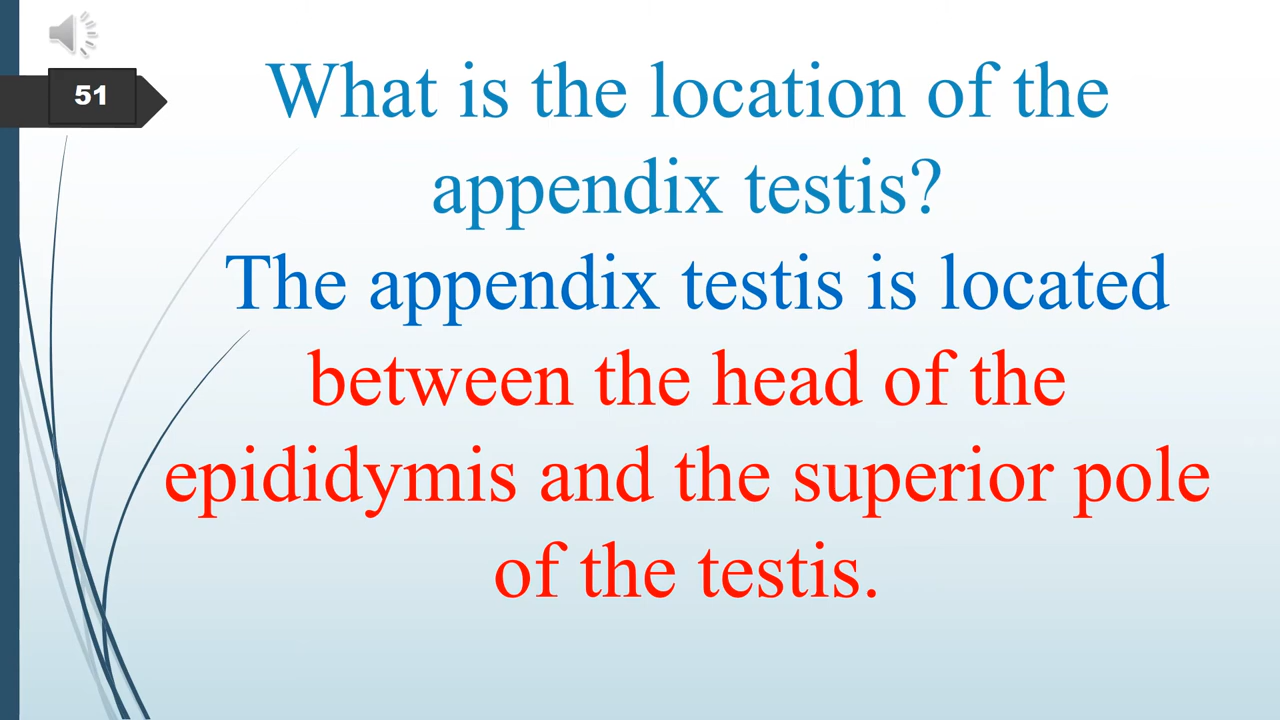 51
What is the location of the
appendix testis?
The appendix testis is located
between the head of the
epididymis and the superior pole
of the testis.